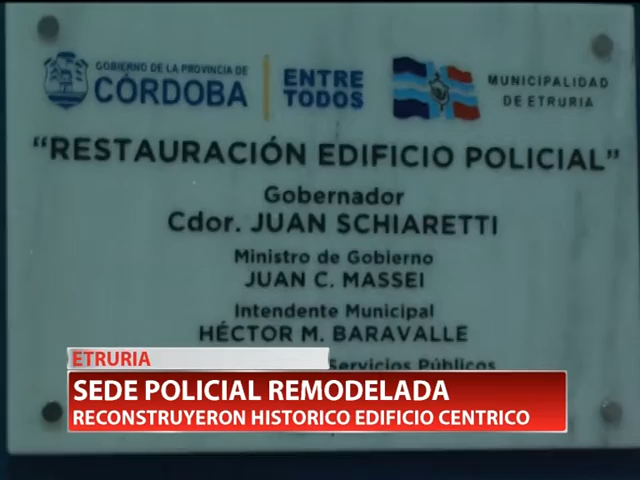 GOBIERNO DE LA PROVINCIA DE
CÓRDOBA
ENTRE
TODOS
MUNICIPALIDAD
DE ETRURIA
“RESTAURACIÓN EDIFICIO POLICIAL”
Gobernador
Cdor. JUAN SCHIARETTI
Ministro de Gobierno
JUAN C. MASSEI
Intendente Municipal
HÉCTOR M. BARAVALLE
Servicios Públicos
ETRURIA
SEDE POLICIAL REMODELADA
RECONSTRUYERON HISTORICO EDIFICIO CENTRICO